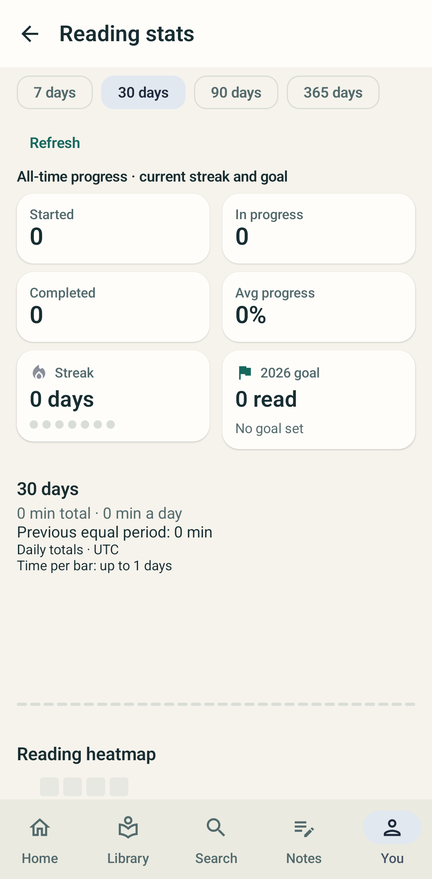 Reading stats
7 days
30 days
90 days
365 days
Refresh
All-time progress · current streak and goal
Started
0
In progress
0
Completed
0
Avg progress
0%
Streak
0 days
2026 goal
0 read
No goal set
30 days
0 min total · 0 min a day
Previous equal period: 0 min
Daily totals · UTC
Time per bar: up to 1 days
Reading heatmap
Home
Library
Search
Notes
You